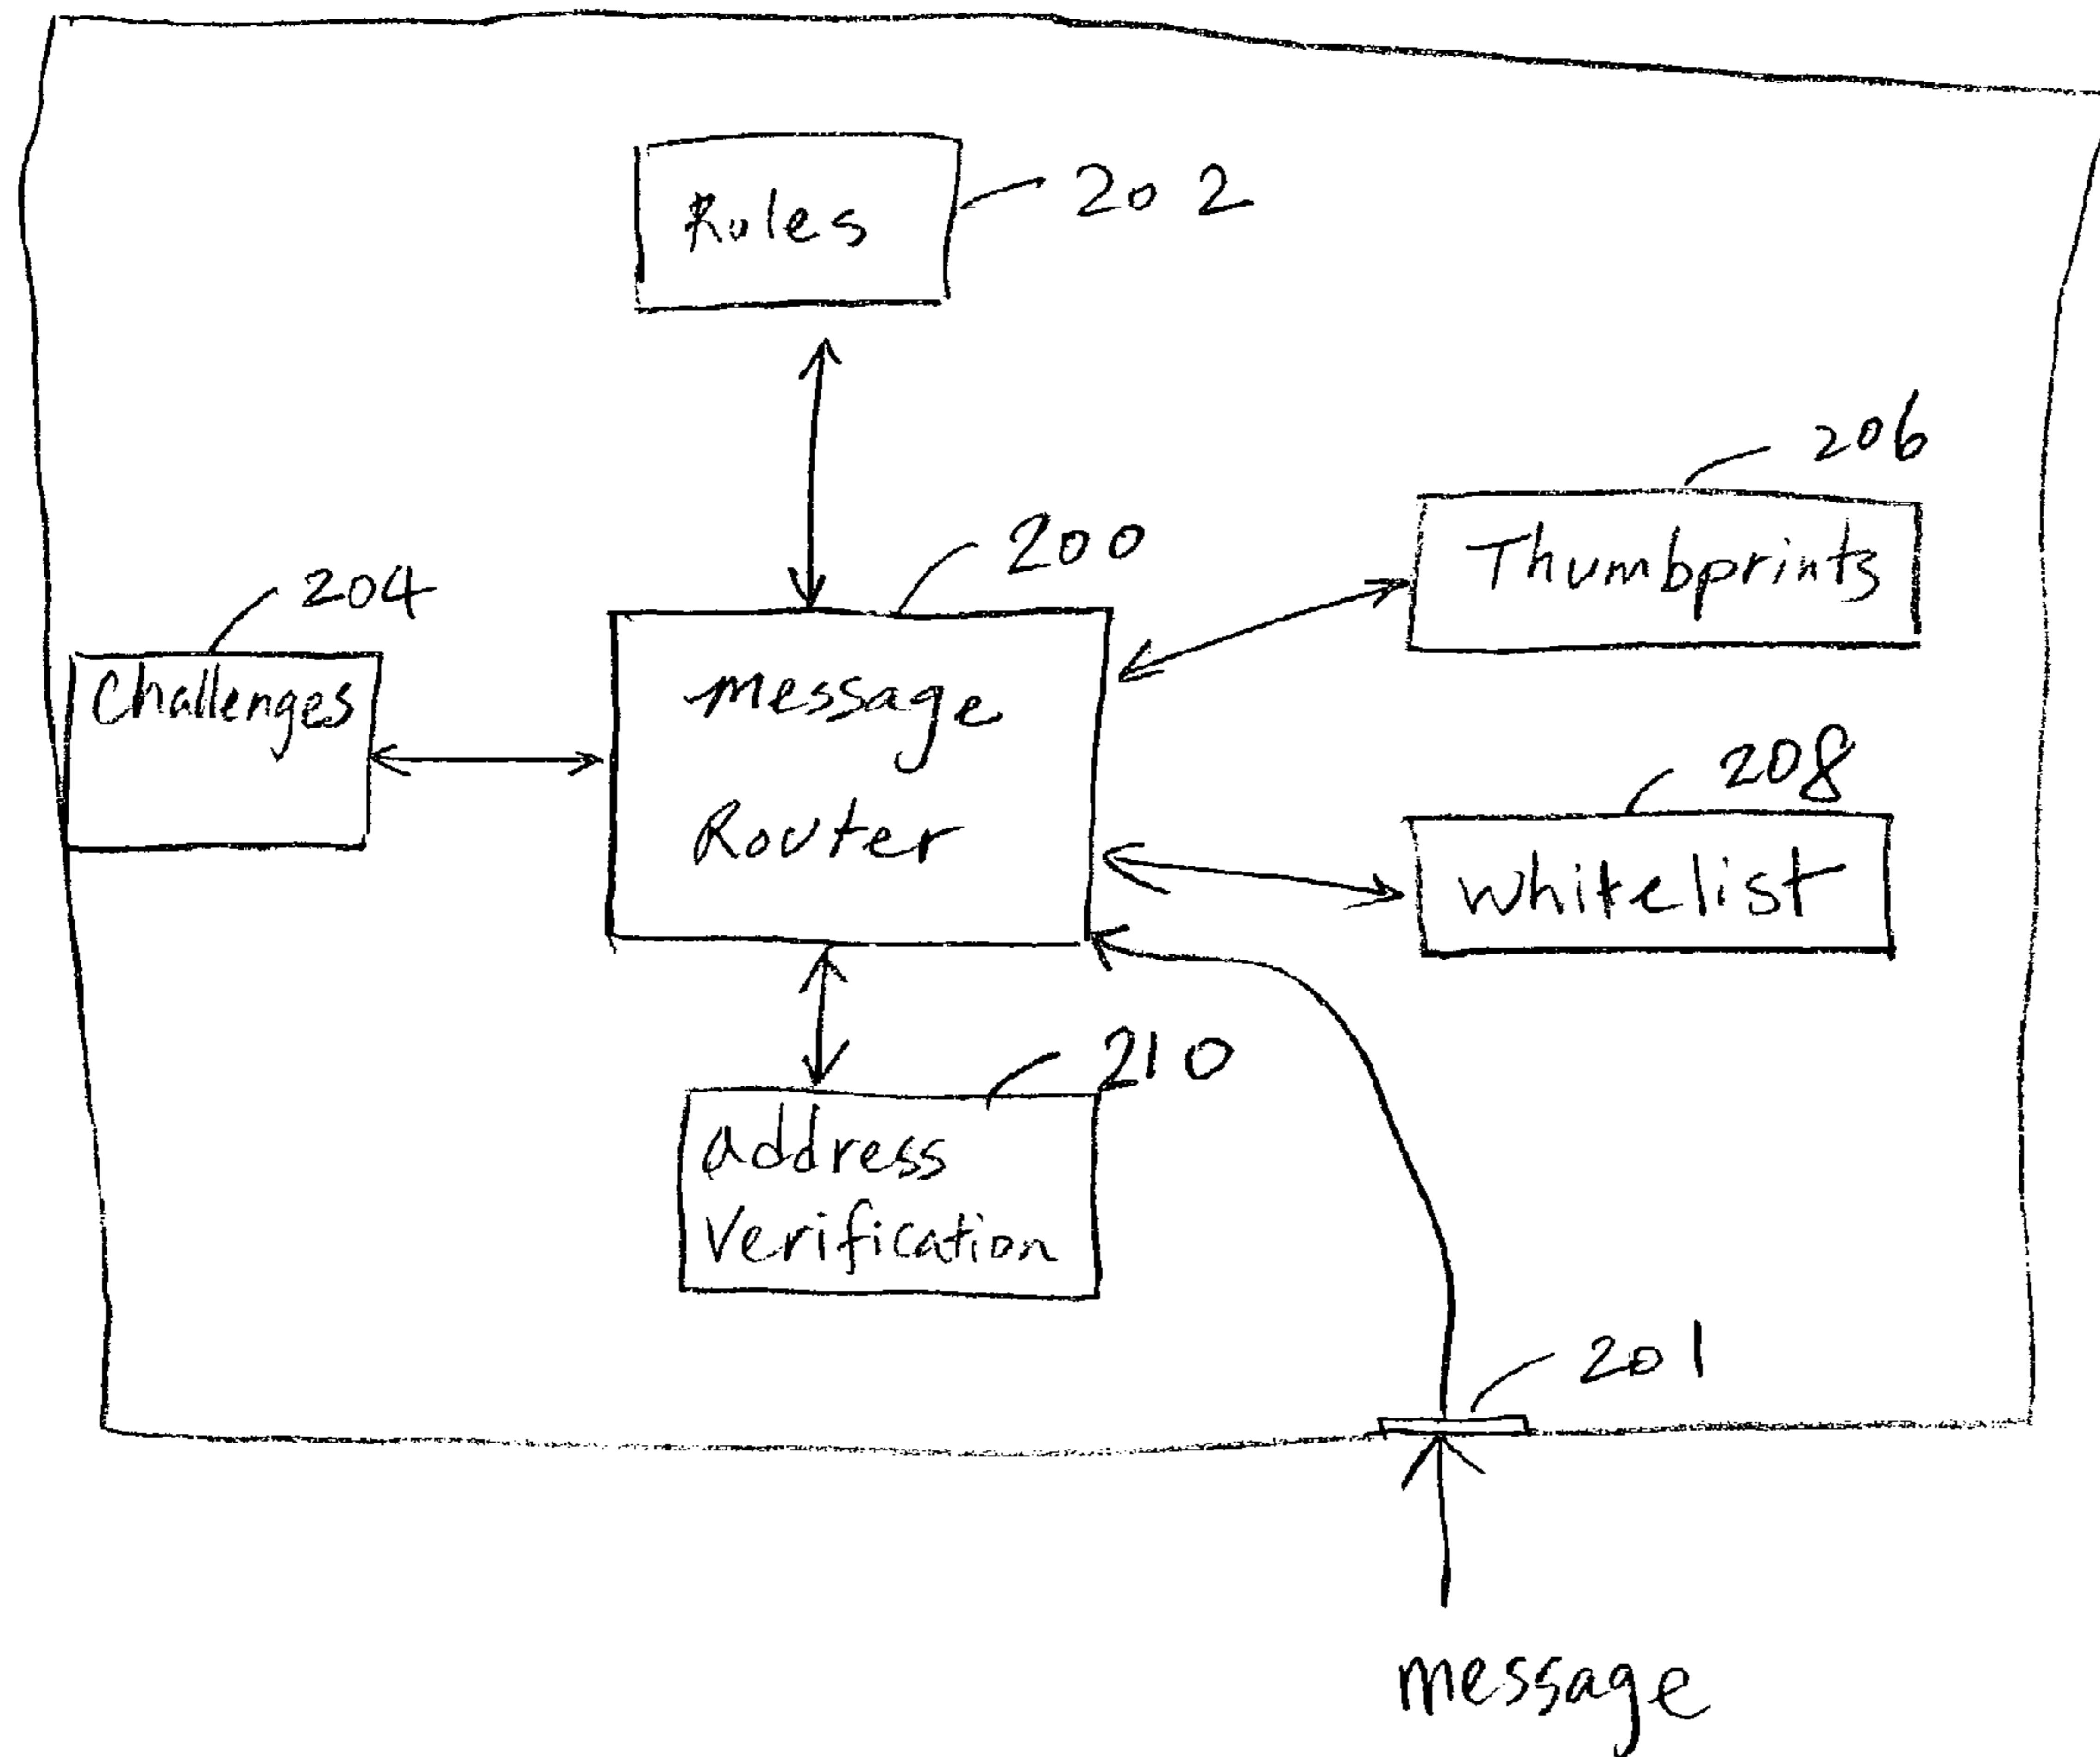 Rules
202
206
Thumbprints
200
204
Challenges
Message
Router
208
whitelist
210
address
Verification
201
message